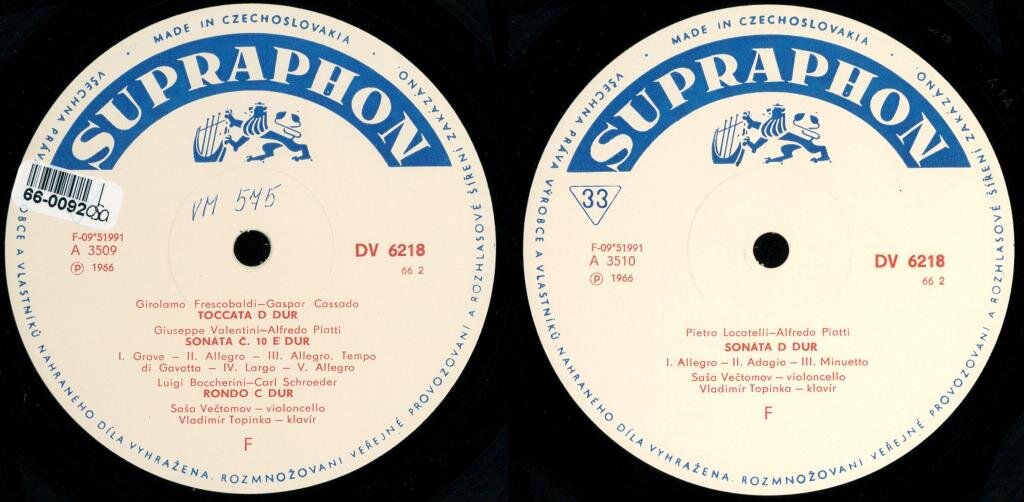 MADE IN CZECHOSLOVAKIA
SUPRAPHON
VŠECHNA PRÁVA VÝROBCE A VLASTNÍKŮ NAHRANÉHO DÍLA VYHRAŽENA. ROZMNOŽOVÁNÍ VEŘEJNÉ PROVOZOVÁNÍ A ROZHLASOVÉ ŠÍŘENÍ ZAKÁZÁNO.
66-0092
VM 575
F-09*51991
A 3509
Ⓟ 1966
DV 6218
66 2
Girolamo Frescobaldi–Gaspar Cassado
TOCCATA D DUR
Giuseppe Valentini–Alfredo Piatti
SONÁTA Č. 10 E DUR
I. Grave – II. Allegro – III. Allegro, Tempo
di Gavotta – IV. Largo – V. Allegro
Luigi Boccherini–Carl Schroeder
RONDO C DUR
Saša Večtomov – violoncello
Vladimír Topinka – klavír
F
MADE IN CZECHOSLOVAKIA
SUPRAPHON
VŠECHNA PRÁVA VÝROBCE A VLASTNÍKŮ NAHRANÉHO DÍLA VYHRAŽENA. ROZMNOŽOVÁNÍ VEŘEJNÉ PROVOZOVÁNÍ A ROZHLASOVÉ ŠÍŘENÍ ZAKÁZÁNO.
33
F-09*51991
A 3510
Ⓟ 1966
DV 6218
66 2
Pietro Locatelli–Alfredo Piatti
SONÁTA D DUR
I. Allegro – II. Adagio – III. Minuetto
Saša Večtomov – violoncello
Vladimír Topinka – klavír
F